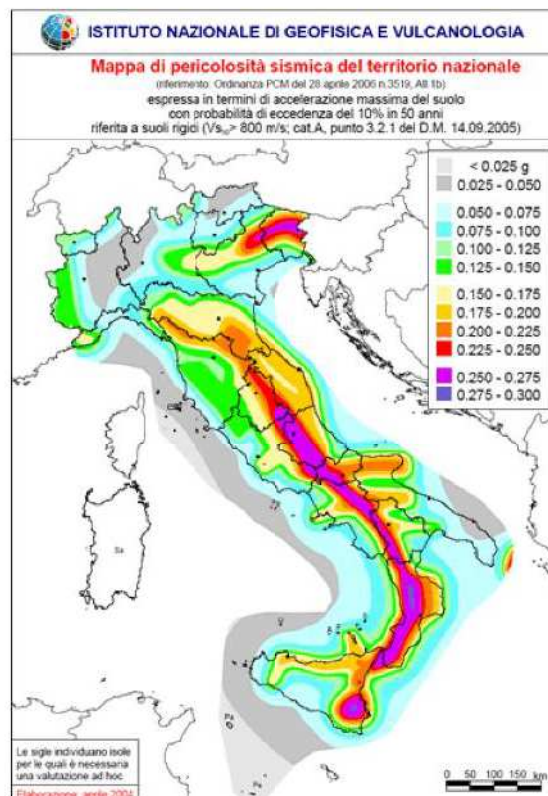 ISTITUTO NAZIONALE DI GEOFISICA E VULCANOLOGIA
Mappa di pericolosità sismica del territorio nazionale
(riferimento: Ordinanza PCM del 28 aprile 2006 n.3519, All.1b)
espressa in termini di accelerazione massima del suolo
con probabilità di eccedenza del 10% in 50 anni
riferita a suoli rigidi (Vs30> 800 m/s; cat.A, punto 3.2.1 del D.M. 14.09.2005)
< 0.025 g
0.025 - 0.050
0.050 - 0.075
0.075 - 0.100
0.100 - 0.125
0.125 - 0.150
0.150 - 0.175
0.175 - 0.200
0.200 - 0.225
0.225 - 0.250
0.250 - 0.275
0.275 - 0.300
Sa
Pa
Pe
Le sigle individuano isole
per le quali è necessaria
una valutazione ad hoc
Elaborazione: aprile 2004
0 50 100 150 km